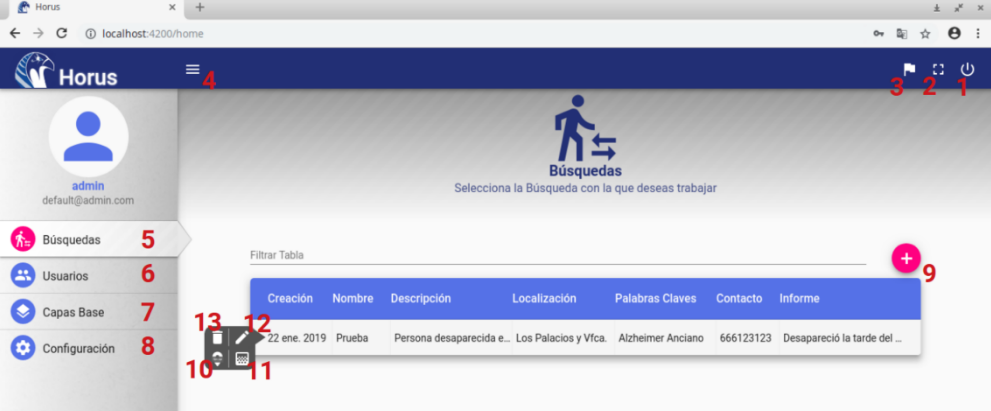 Horus
localhost:4200/home
Horus
4
3
2
1
admin
default@admin.com
Búsquedas
Selecciona la Búsqueda con la que deseas trabajar
Búsquedas 5
Usuarios 6
Capas Base 7
Configuración 8
Filtrar Tabla
+
9
Creación Nombre Descripción Localización Palabras Claves Contacto Informe
13 12
22 ene. 2019 Prueba Persona desaparecida e... Los Palacios y Vfca. Alzheimer Anciano 666123123 Desapareció la tarde del ...
10 11